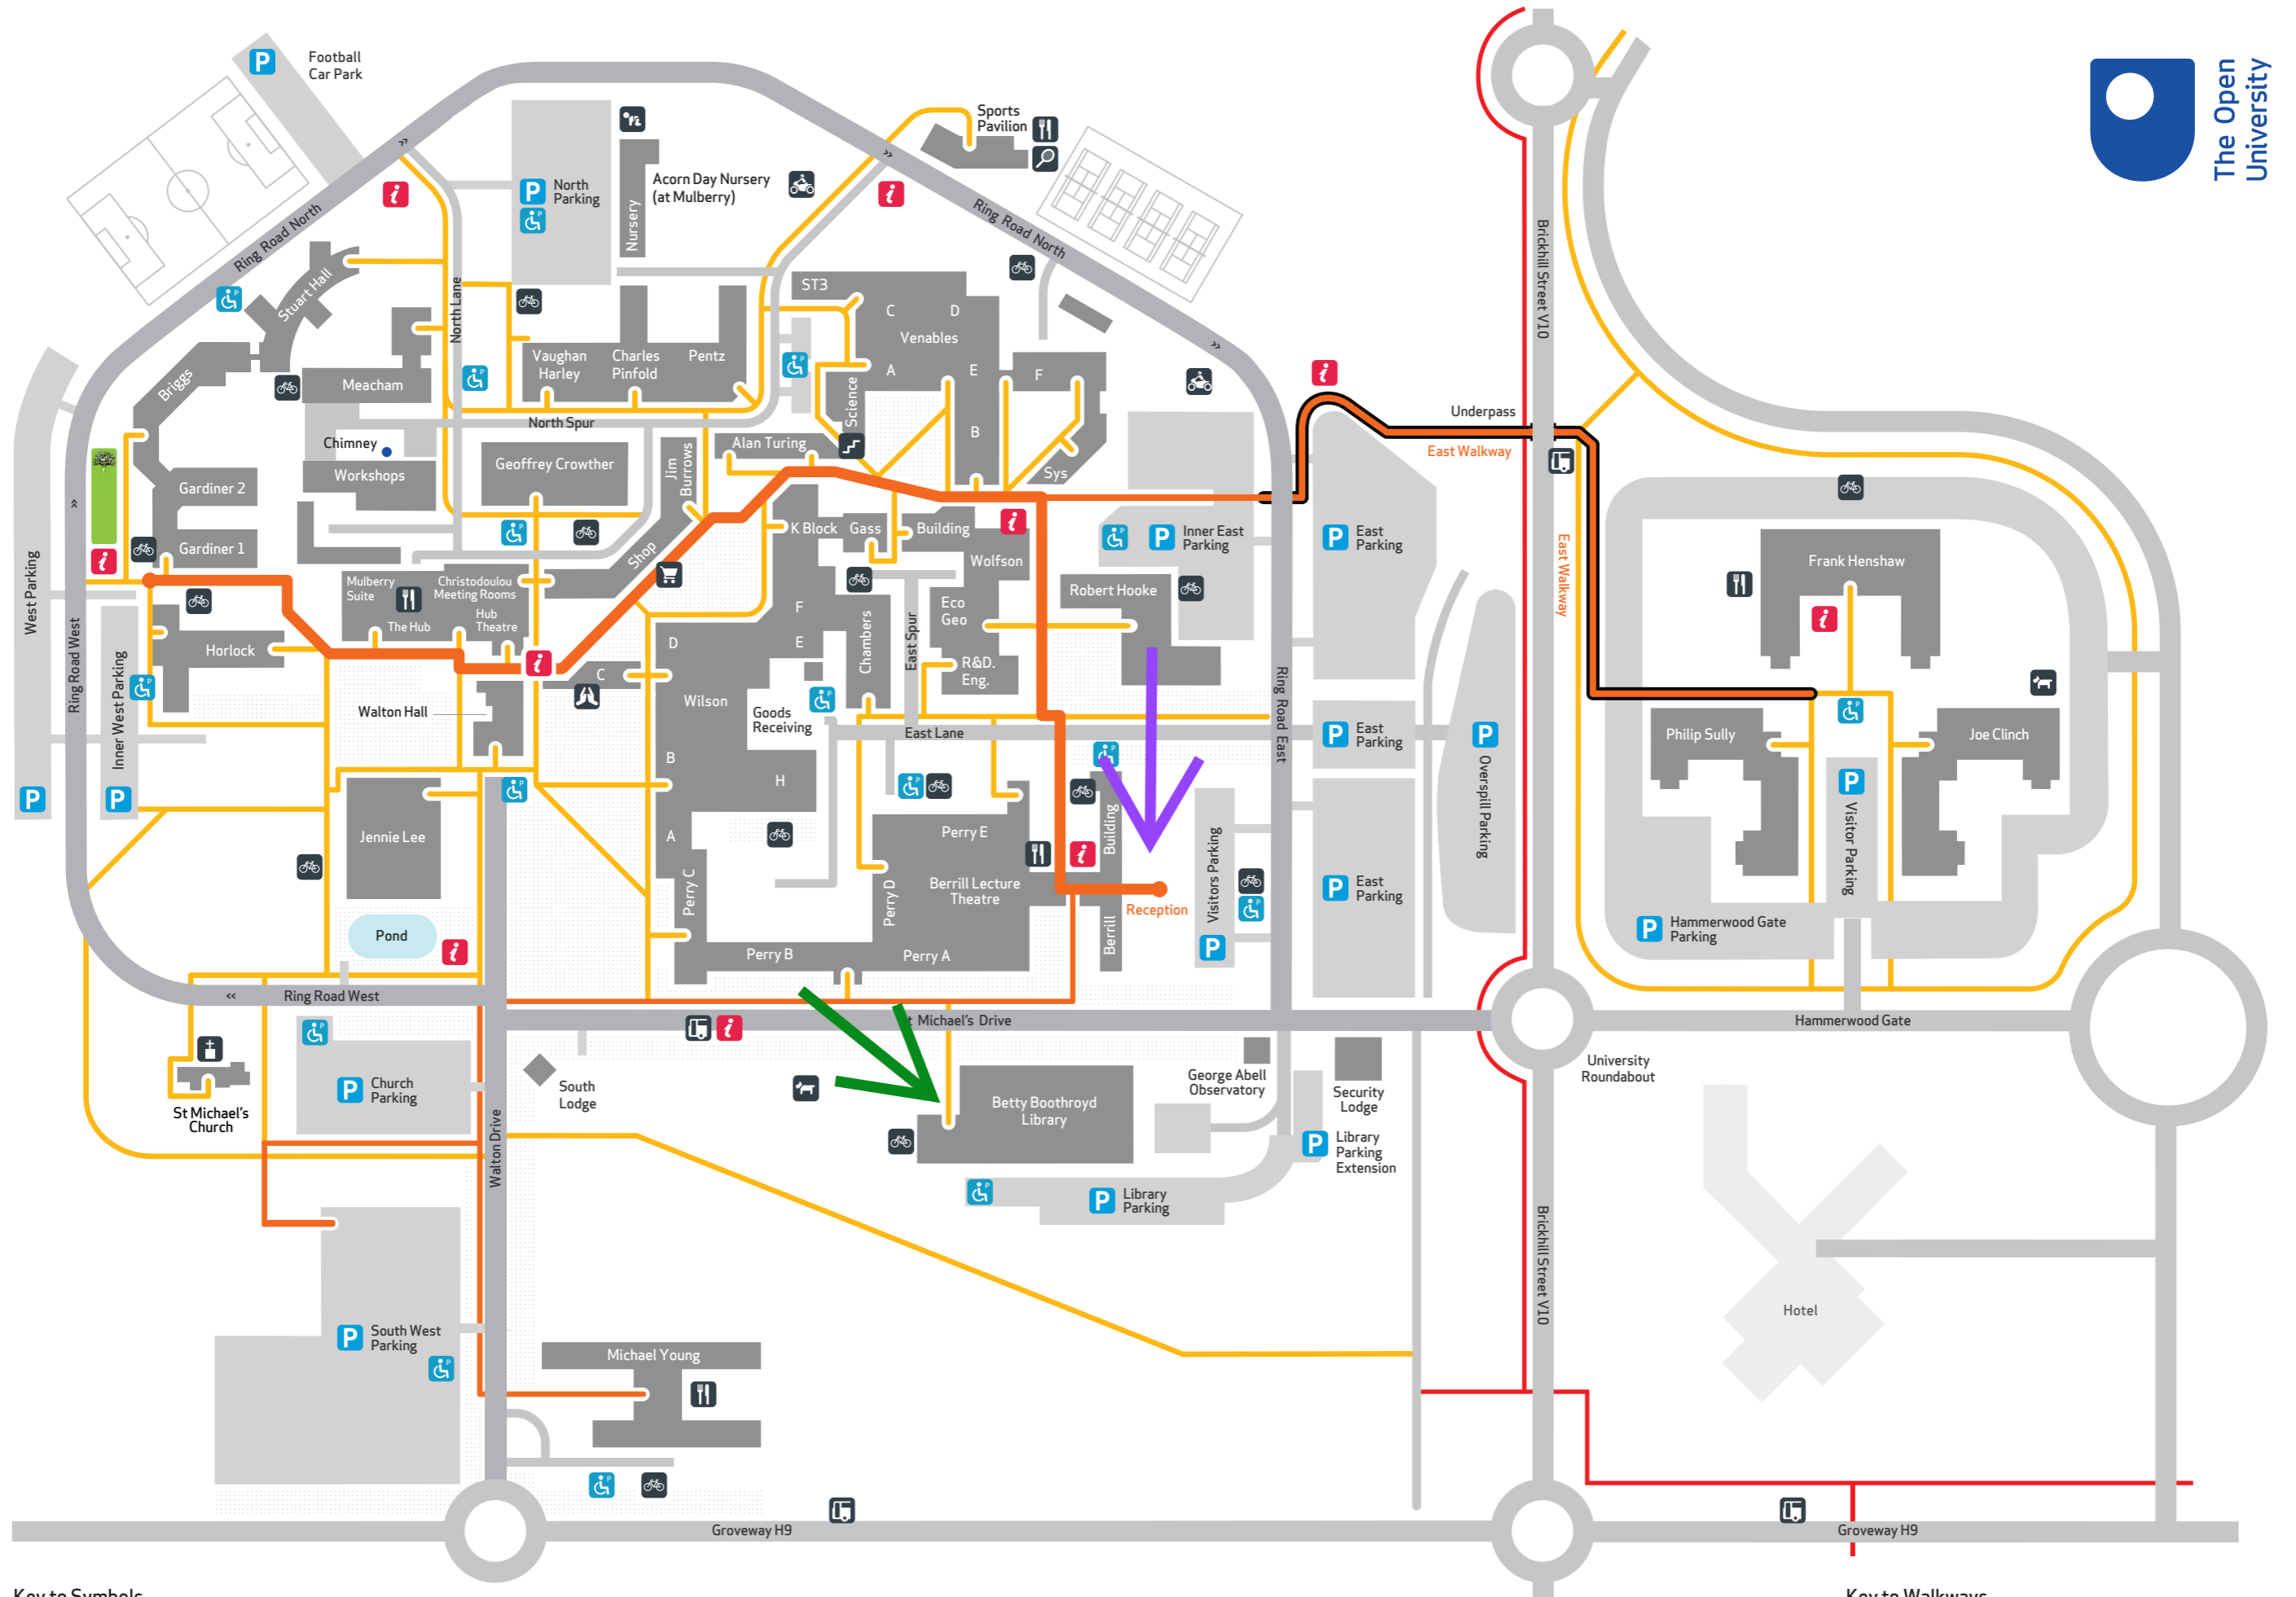 Football
Car Park
The Open
University
Sports
Pavilion
North
Parking
Acorn Day Nursery
(at Mulberry)
Nursery
Ring Road North
Ring Road North
Brickhill Street V10
Stuart Hall
North Lane
ST3
C
D
Venables
A
E
F
B
Science
Vaughan
Harley
Charles
Pinfold
Pentz
Briggs
Meacham
North Spur
Chimney
Workshops
Geoffrey Crowther
Jim
Burrows
Alan Turing
Sys
Underpass
East Walkway
East Walkway
Gardiner 2
Gardiner 1
K Block
Gass
Building
Wolfson
Inner East
Parking
East
Parking
Frank Henshaw
Shop
Mulberry
Suite
Christodoulou
Meeting Rooms
The Hub
Hub
Theatre
Robert Hooke
West Parking
Ring Road West
Inner West Parking
Horlock
F
E
D
Chambers
East Spur
Eco
Geo
R&D.
Eng.
C
Wilson
Walton Hall
Goods
Receiving
East Lane
Ring Road East
East
Parking
Overspill Parking
Philip Sully
Joe Clinch
Visitor Parking
B
H
A
Jennie Lee
Perry E
Building
Perry C
Perry D
Berrill Lecture
Theatre
Visitors Parking
East
Parking
Reception
Berrill
Pond
Perry B
Perry A
Hammerwood Gate
Parking
Ring Road West
t Michael's Drive
Hammerwood Gate
University
Roundabout
St Michael's
Church
Church
Parking
South
Lodge
Walton Drive
Betty Boothroyd
Library
George Abell
Observatory
Security
Lodge
Library
Parking
Extension
Library
Parking
Brickhill Street V10
Hotel
South West
Parking
Michael Young
Groveway H9
Groveway H9
Key to Symbols
Key to Walkways